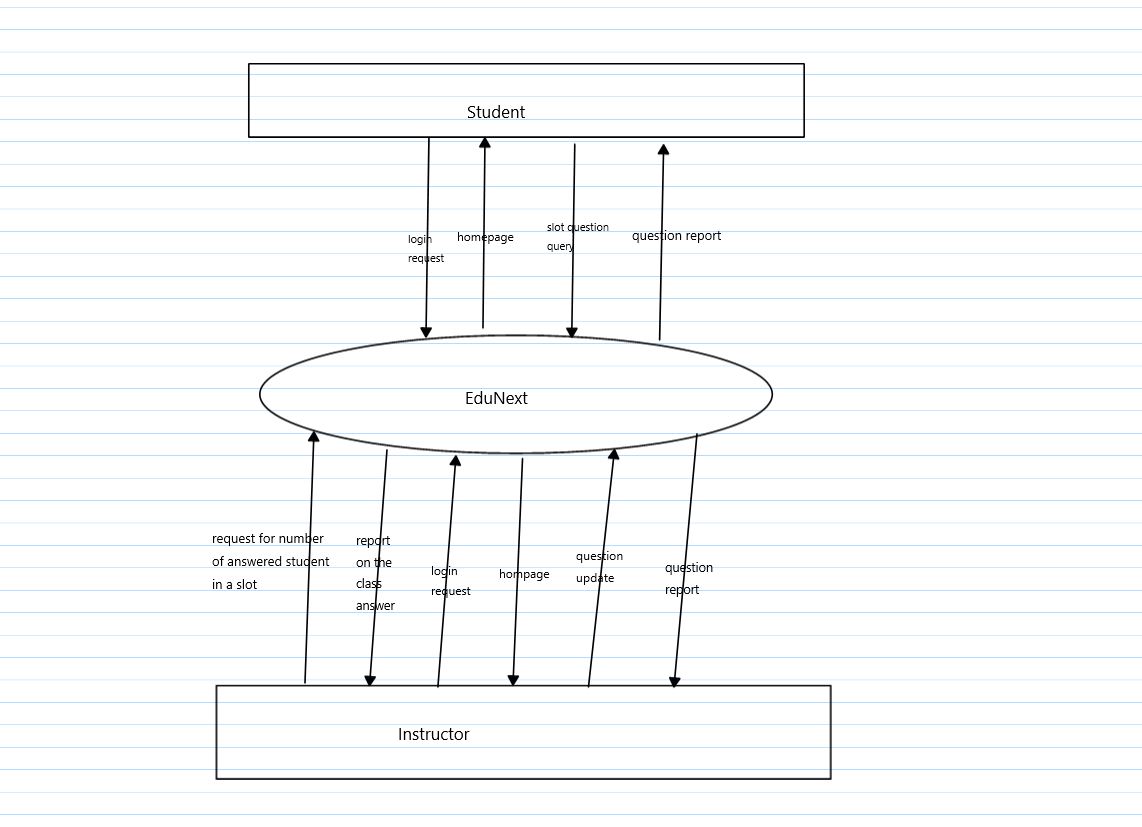 Student
login
request
homepage
slot question
query
question report
EduNext
request for number
of answered student
in a slot
report
on the
class
answer
login
request
hompage
question
update
question
report
Instructor